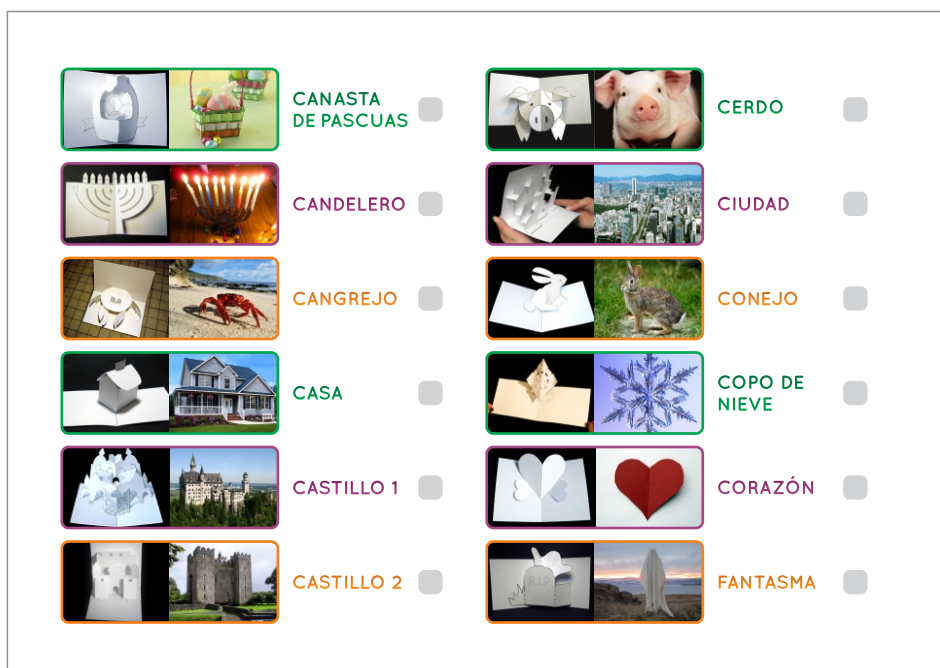 CANASTA
DE PASCUAS
CANDELERO
CANGREJO
CASA
CASTILLO 1
CASTILLO 2
CERDO
CIUDAD
CONEJO
COPO DE
NIEVE
CORAZÓN
R.I.P.
FANTASMA